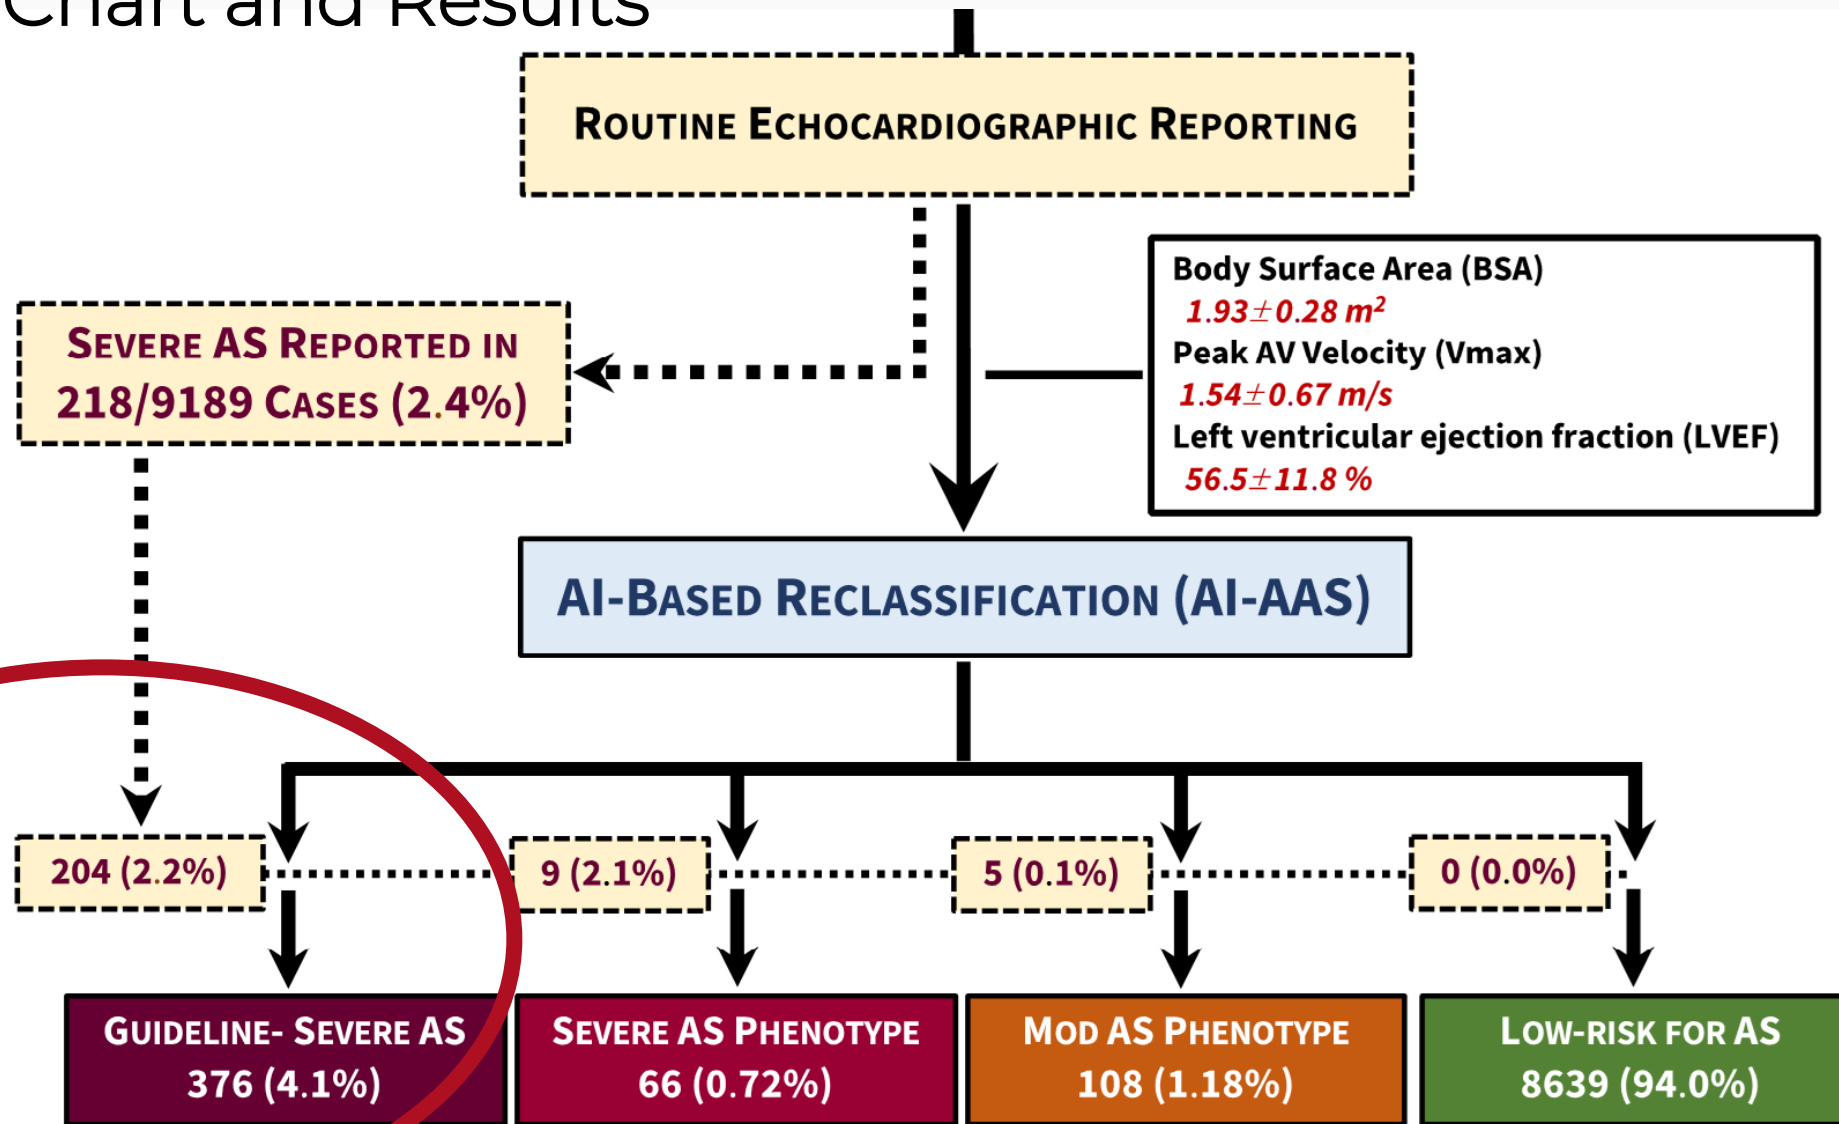 Chart and Results
ROUTINE ECHOCARDIOGRAPHIC REPORTING
Body Surface Area (BSA)
1.93±0.28 m²
Peak AV Velocity (Vmax)
1.54±0.67 m/s
Left ventricular ejection fraction (LVEF)
56.5±11.8 %
SEVERE AS REPORTED IN
218/9189 CASES (2.4%)
AI-BASED RECLASSIFICATION (AI-AAS)
204 (2.2%)
9 (2.1%)
5 (0.1%)
0 (0.0%)
GUIDELINE- SEVERE AS
376 (4.1%)
SEVERE AS PHENOTYPE
66 (0.72%)
MOD AS PHENOTYPE
108 (1.18%)
LOW-RISK FOR AS
8639 (94.0%)